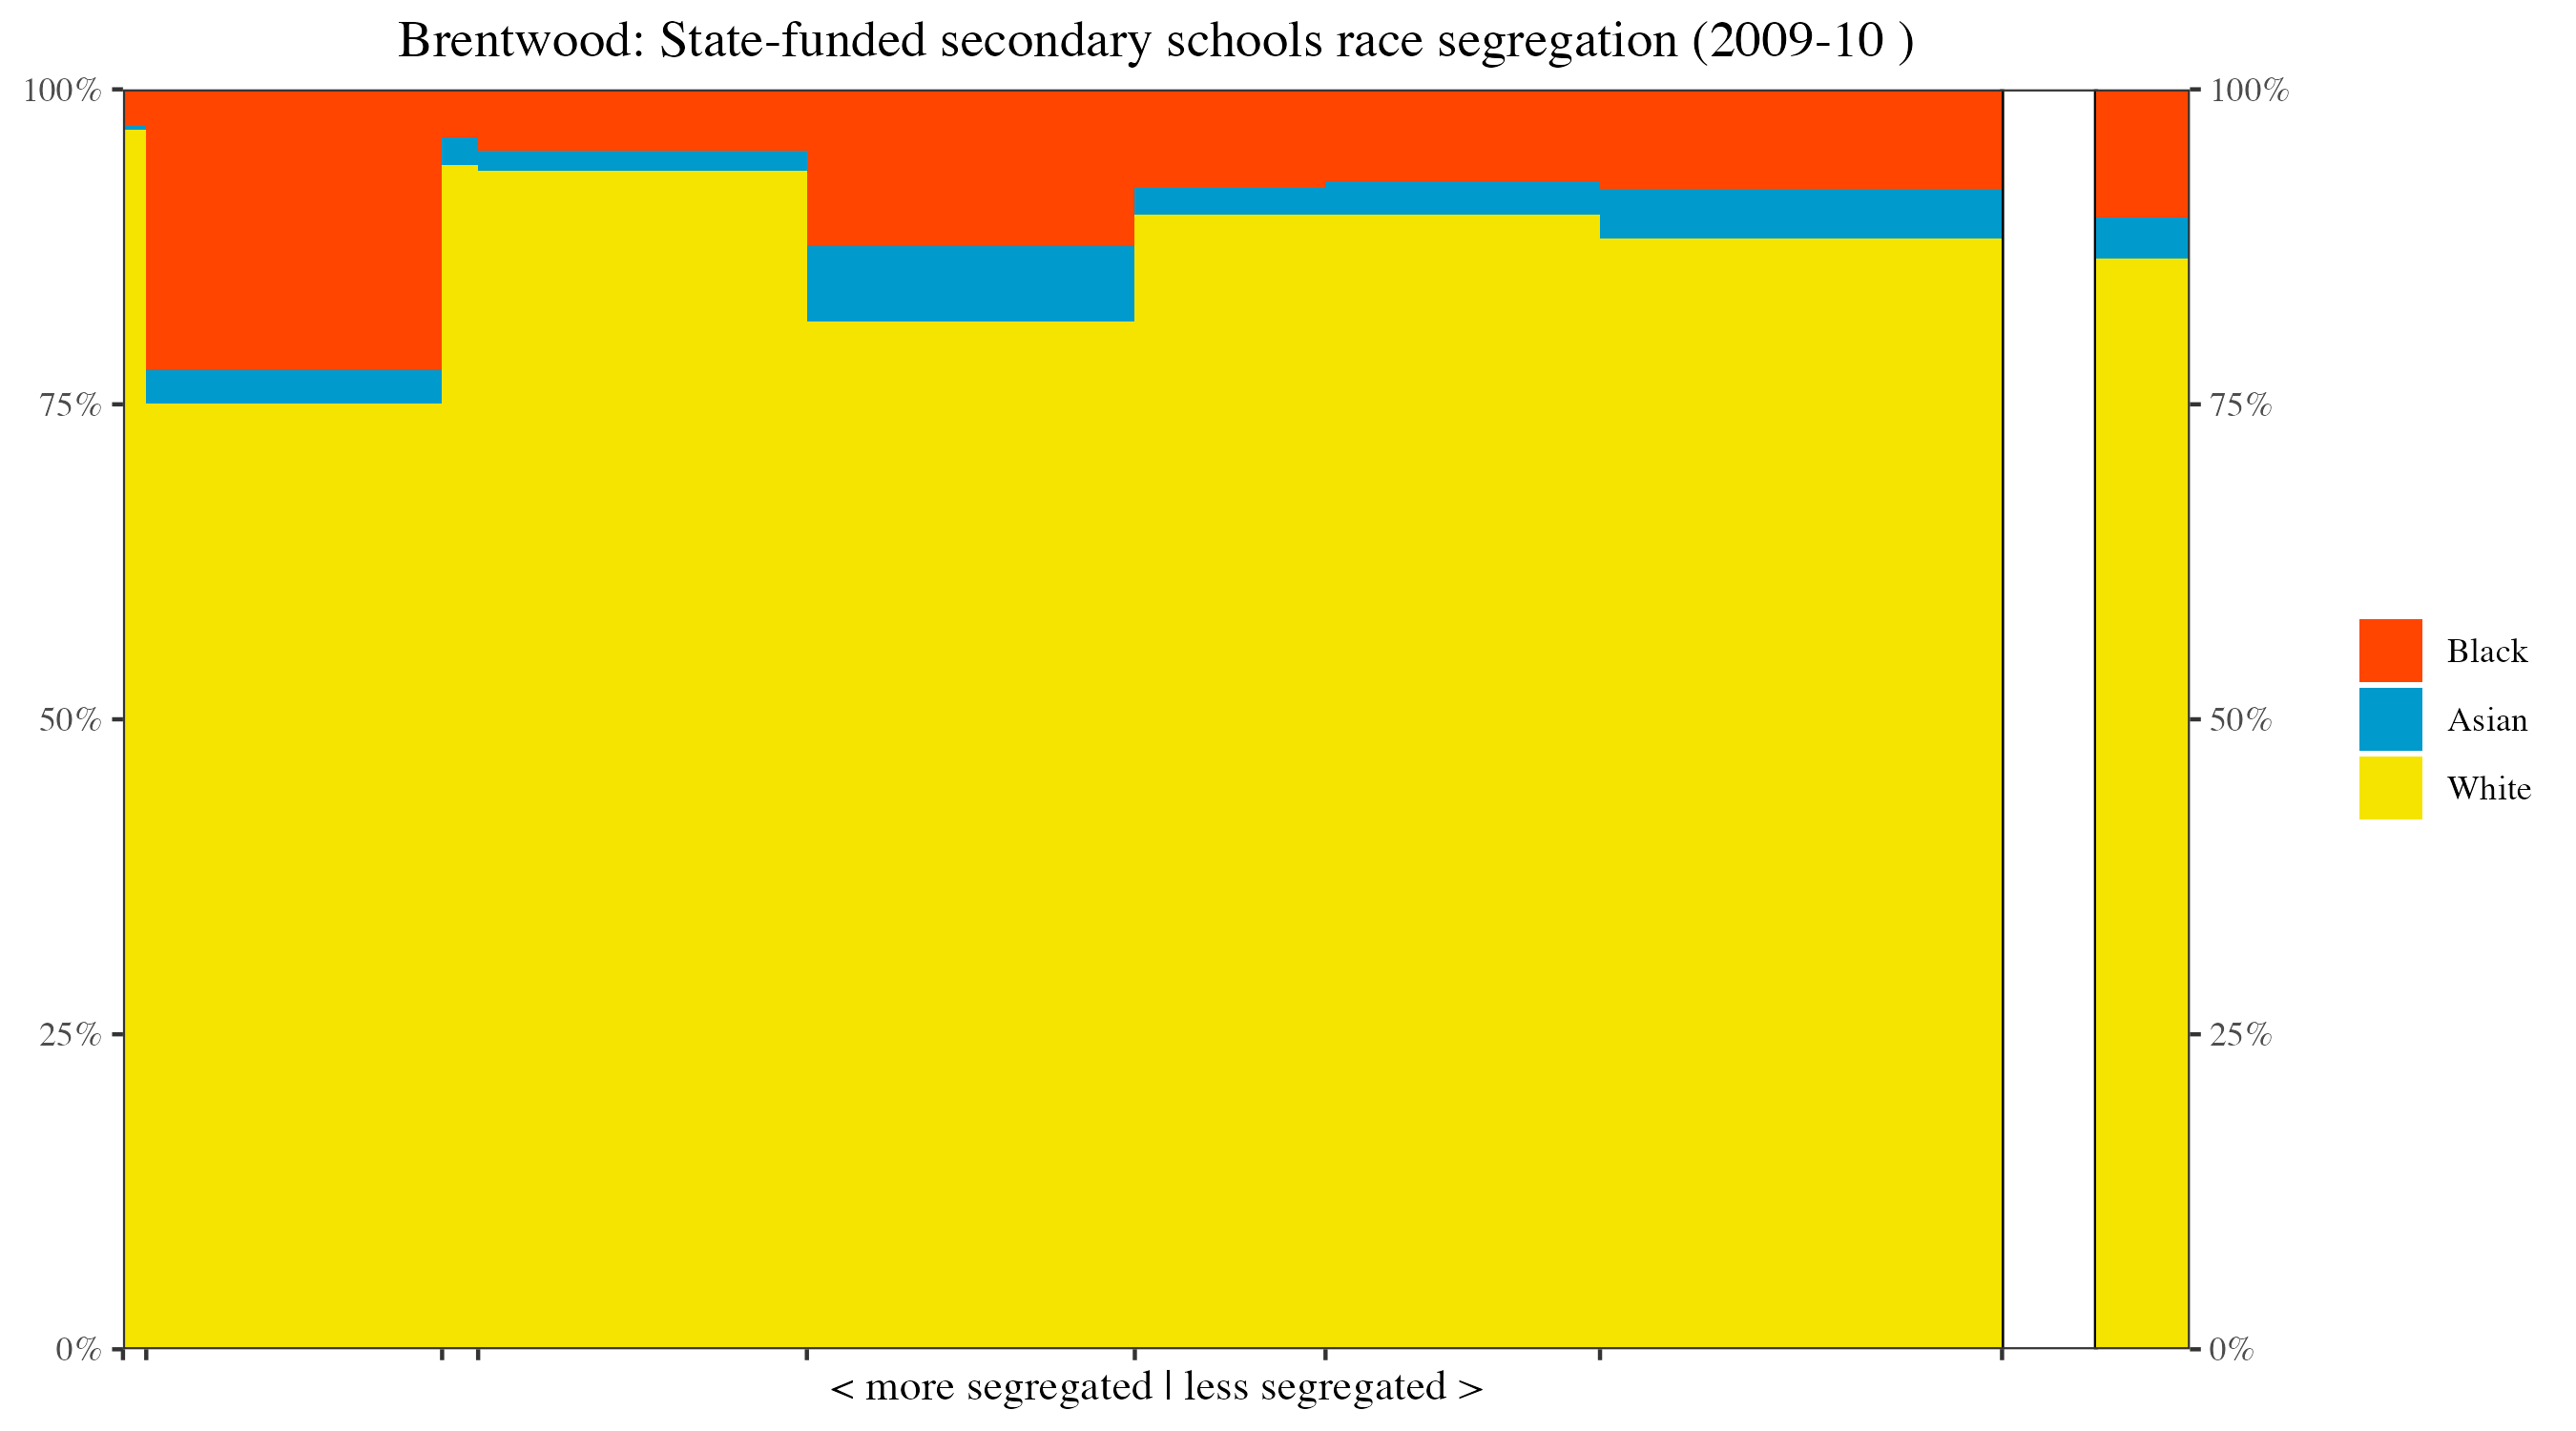 Brentwood: State-funded secondary schools race segregation (2009-10 )
100%
75%
50%
25%
0%
100%
75%
50%
25%
0%
Black
Asian
White
< more segregated | less segregated >